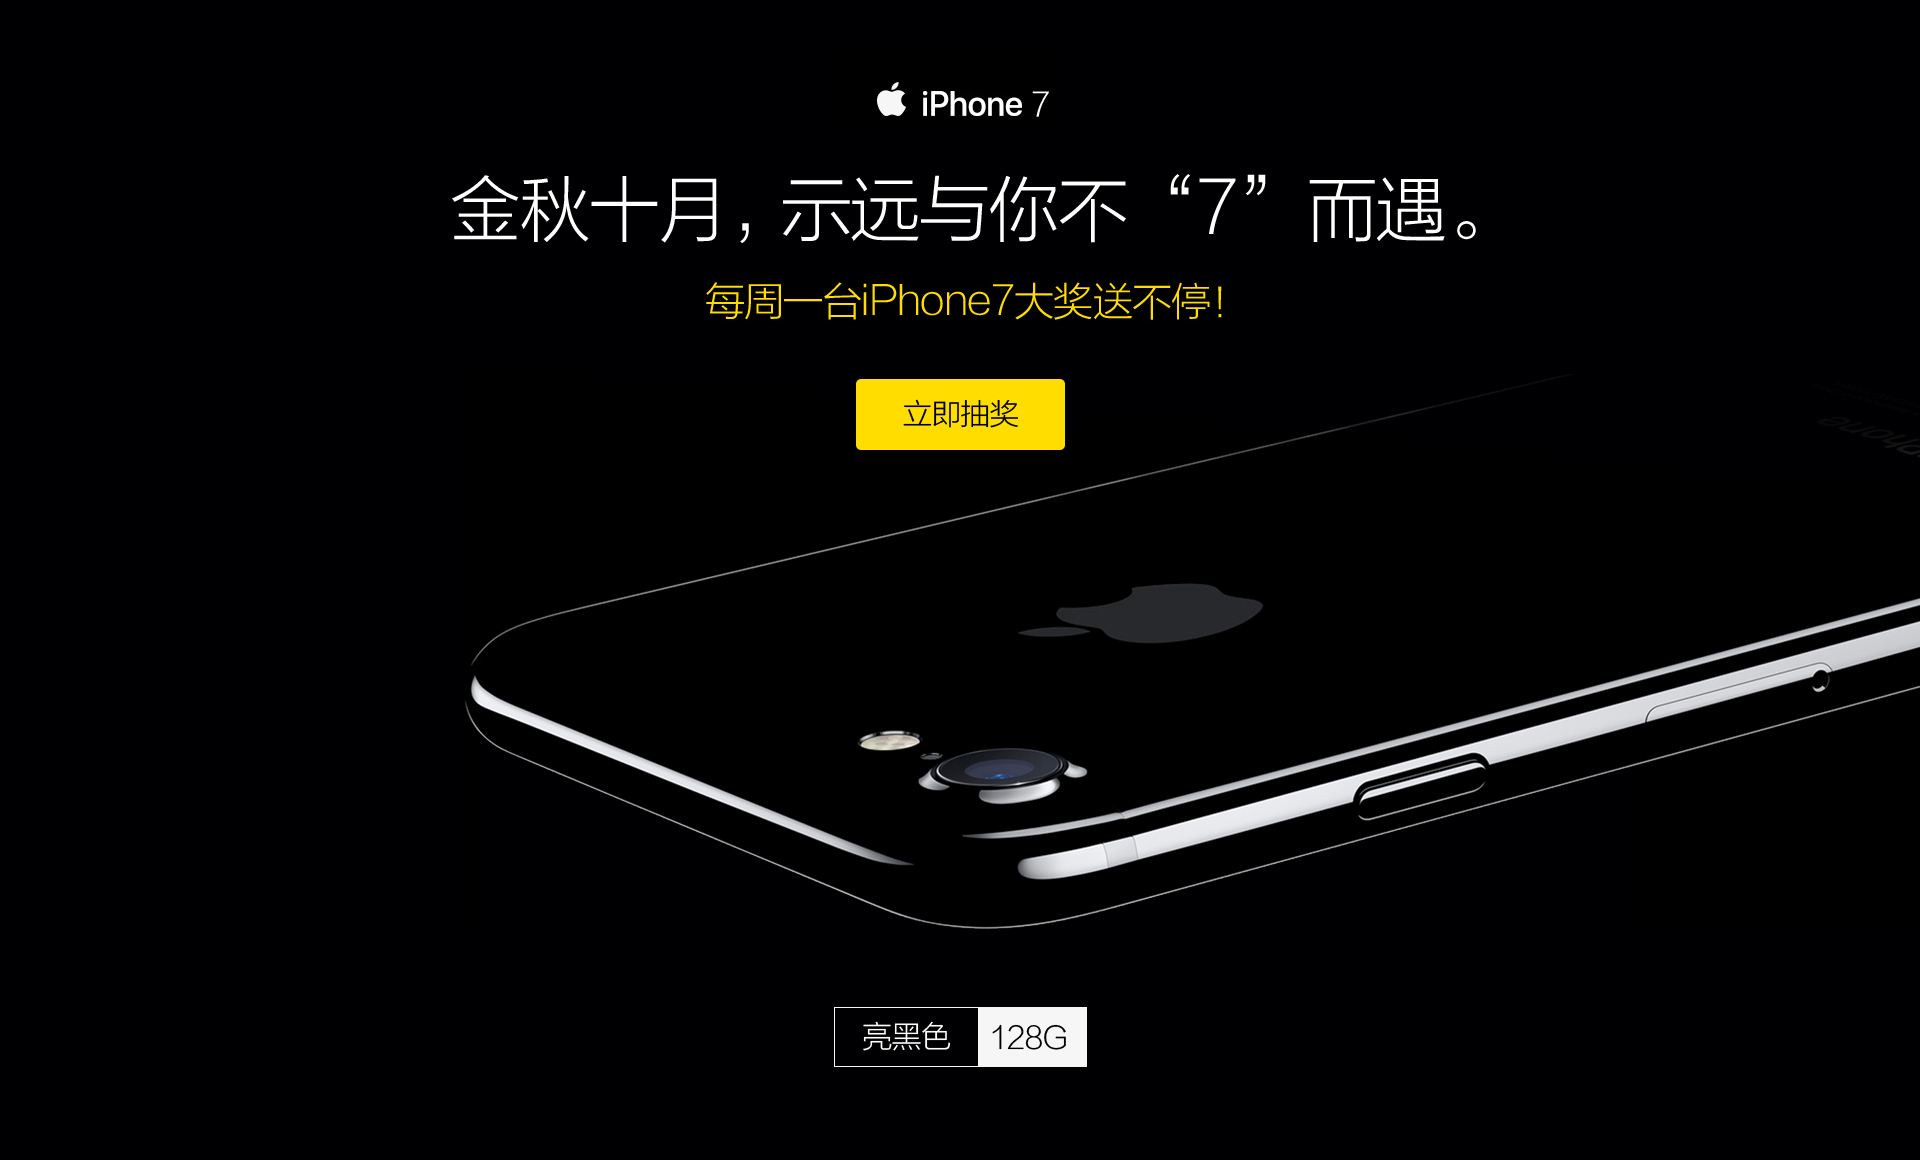 iPhone 7
金秋十月，示远与你不“7”而遇。
每周一台iPhone7大奖送不停！
立即抽奖
iPhone
亮黑色 128G